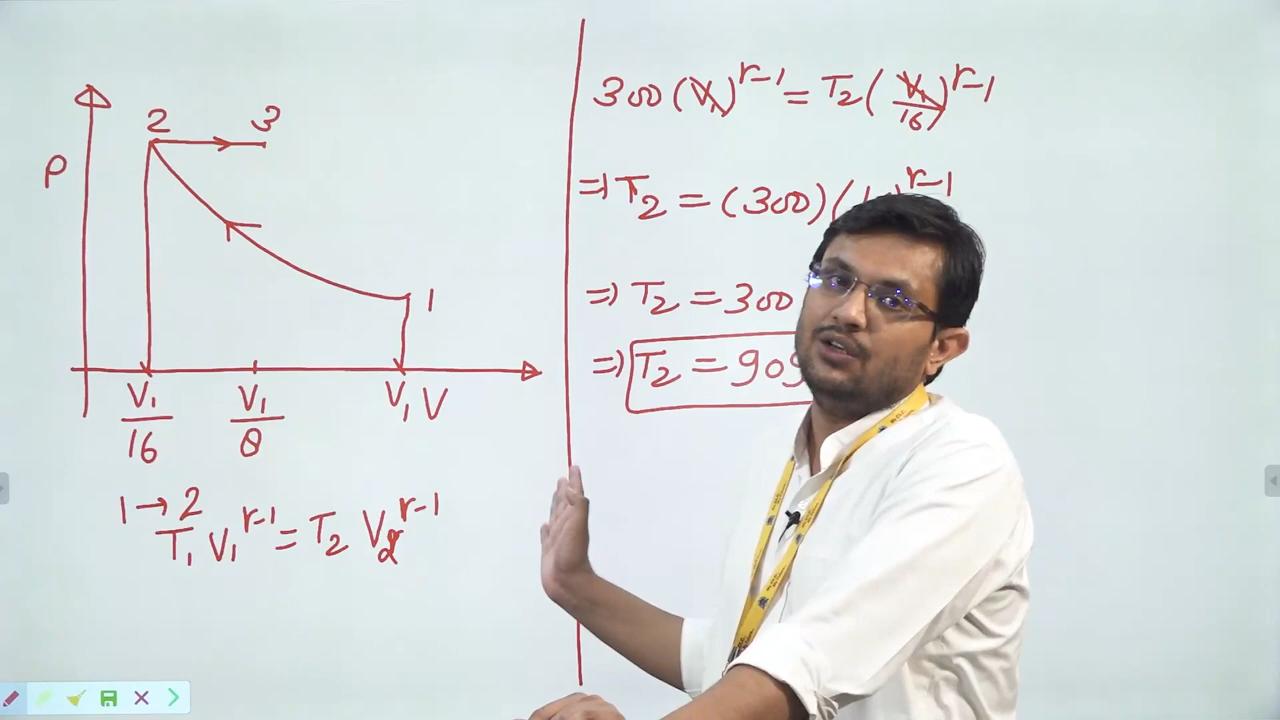 2 3
P
1
V₁/16 V₁/8 V₁ V
1→2
T₁ V₁^(r-1) = T₂ V₂^(r-1)
300 (V₁)^(r-1) = T₂ (V₁/16)^(r-1)
⇒ T₂ = (300) ( ^(r-1)
⇒ T₂ = 300
⇒ T₂ = 909